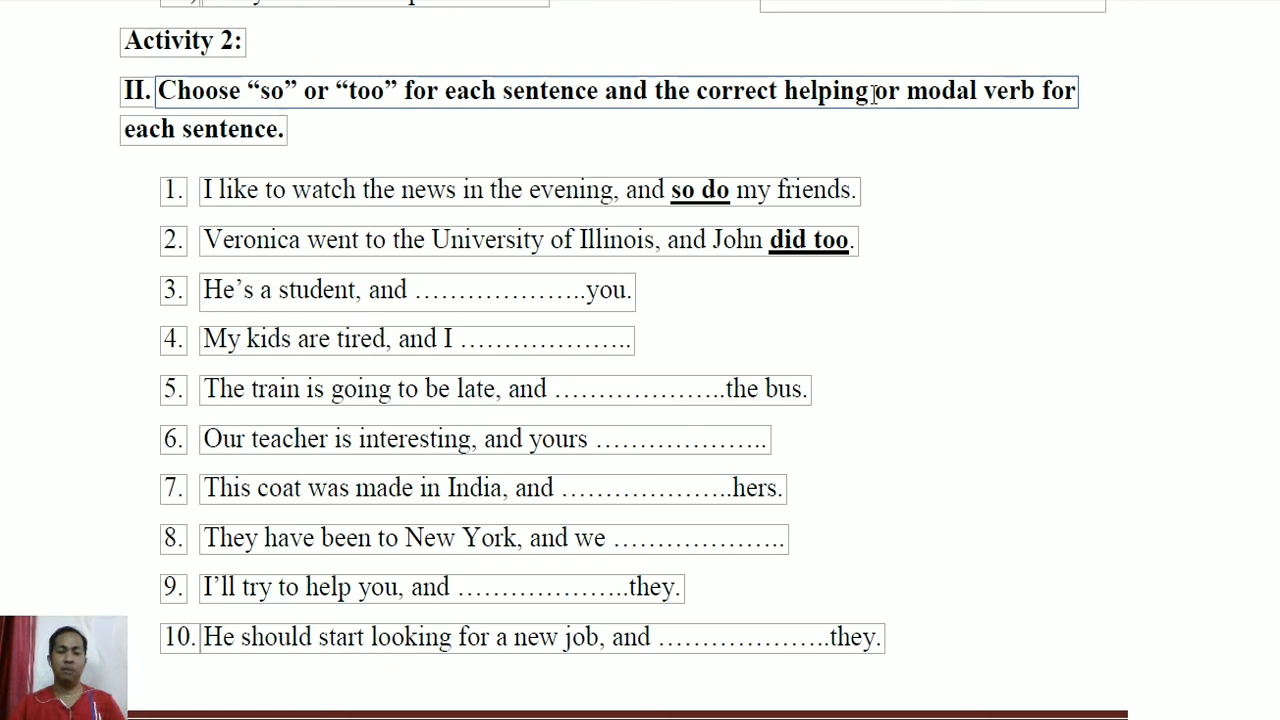 Activity 2:
II. Choose “so” or “too” for each sentence and the correct helping or modal verb for
each sentence.
1. I like to watch the news in the evening, and so do my friends.
2. Veronica went to the University of Illinois, and John did too.
3. He’s a student, and ………………..you.
4. My kids are tired, and I ………………..
5. The train is going to be late, and ………………..the bus.
6. Our teacher is interesting, and yours ………………..
7. This coat was made in India, and ………………..hers.
8. They have been to New York, and we ………………..
9. I’ll try to help you, and ………………..they.
10. He should start looking for a new job, and ………………..they.